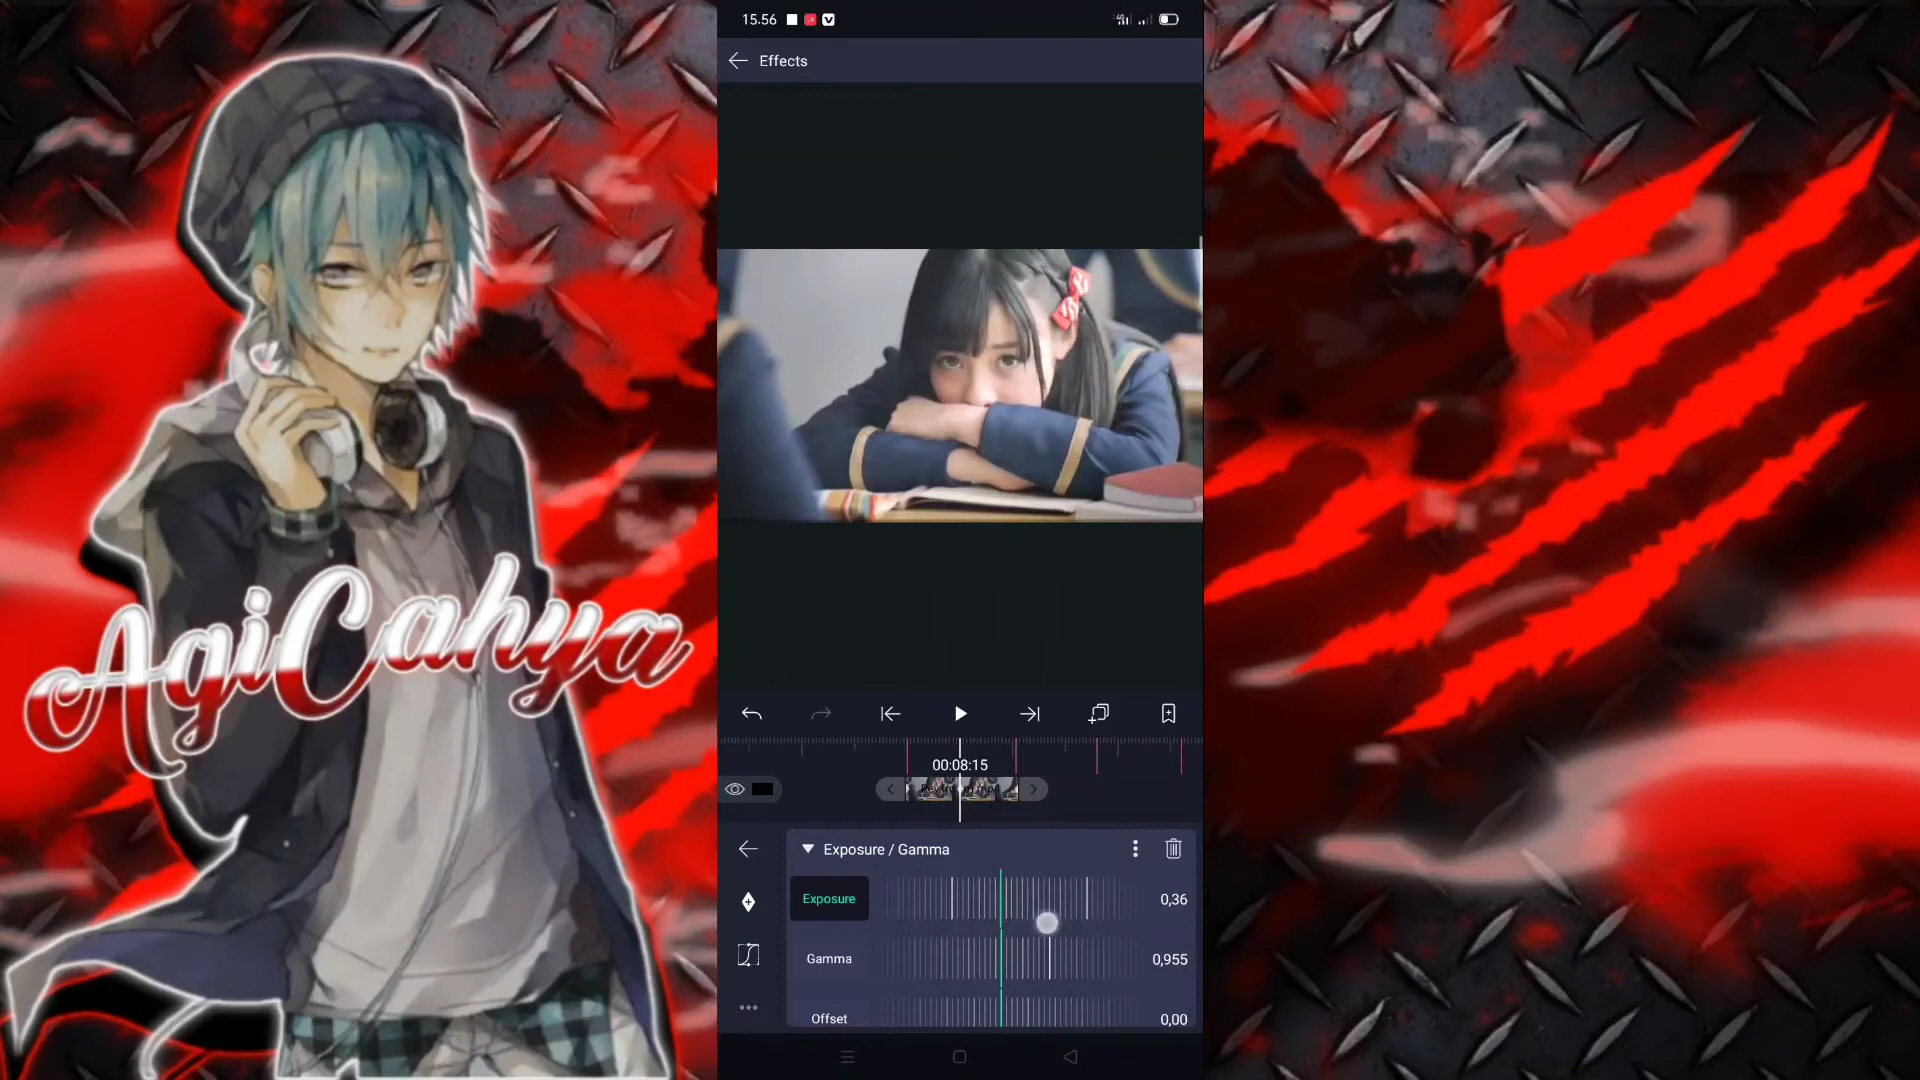 15.56
Effects
AgiCahya
00:08:15
Exposure / Gamma
Exposure
0,36
Gamma
0,955
Offset
0,00